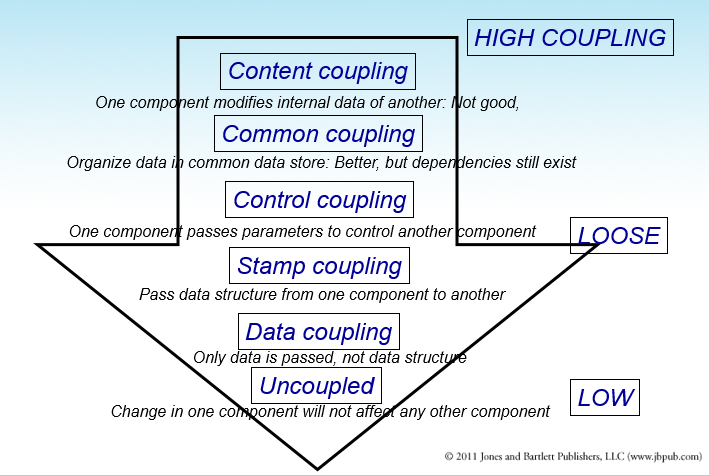 HIGH COUPLING
Content coupling
One component modifies internal data of another: Not good,
Common coupling
Organize data in common data store: Better, but dependencies still exist
Control coupling
One component passes parameters to control another component
LOOSE
Stamp coupling
Pass data structure from one component to another
Data coupling
Only data is passed, not data structure
Uncoupled
LOW
Change in one component will not affect any other component
© 2011 Jones and Bartlett Publishers, LLC (www.jbpub.com)